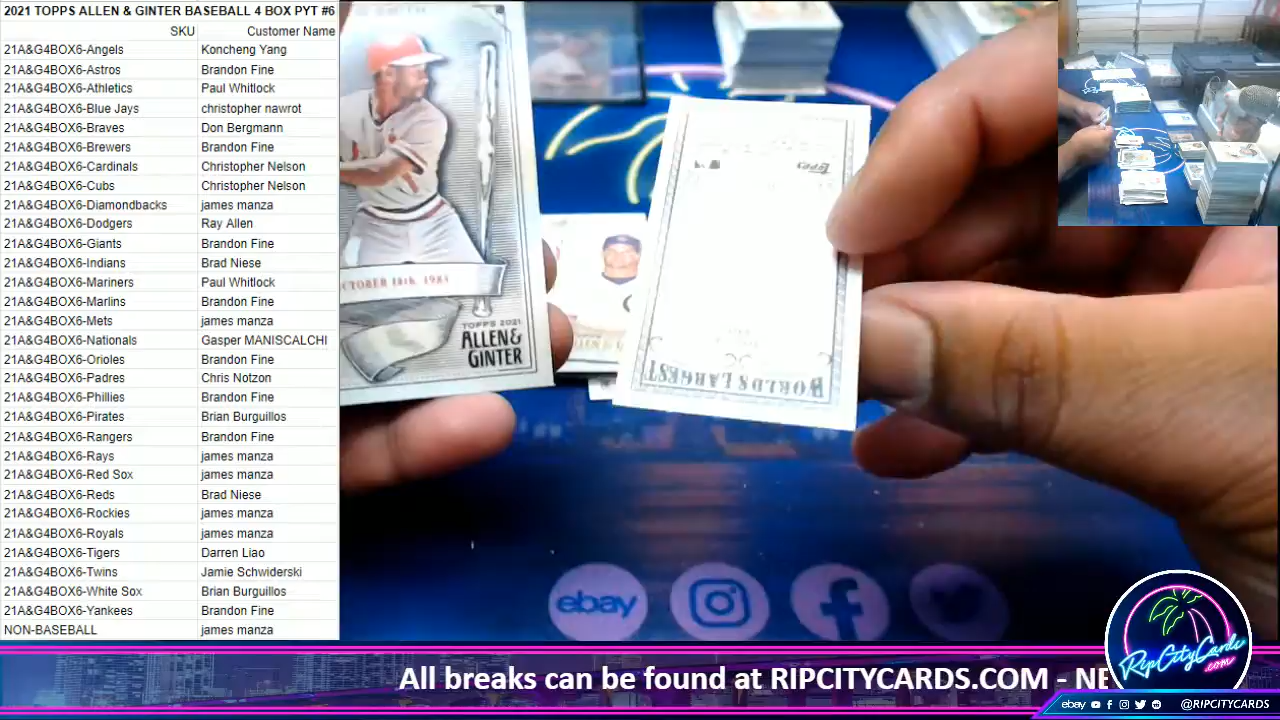 2021 TOPPS ALLEN & GINTER BASEBALL 4 BOX PYT #6
SKU Customer Name
21A&G4BOX6-Angels Koncheng Yang
21A&G4BOX6-Astros Brandon Fine
21A&G4BOX6-Athletics Paul Whitlock
21A&G4BOX6-Blue Jays christopher nawrot
21A&G4BOX6-Braves Don Bergmann
21A&G4BOX6-Brewers Brandon Fine
21A&G4BOX6-Cardinals Christopher Nelson
21A&G4BOX6-Cubs Christopher Nelson
21A&G4BOX6-Diamondbacks james manza
21A&G4BOX6-Dodgers Ray Allen
21A&G4BOX6-Giants Brandon Fine
21A&G4BOX6-Indians Brad Niese
21A&G4BOX6-Mariners Paul Whitlock
21A&G4BOX6-Marlins Brandon Fine
21A&G4BOX6-Mets james manza
21A&G4BOX6-Nationals Gasper MANISCALCHI
21A&G4BOX6-Orioles Brandon Fine
21A&G4BOX6-Padres Chris Notzon
21A&G4BOX6-Phillies Brandon Fine
21A&G4BOX6-Pirates Brian Burguillos
21A&G4BOX6-Rangers Brandon Fine
21A&G4BOX6-Rays james manza
21A&G4BOX6-Red Sox james manza
21A&G4BOX6-Reds Brad Niese
21A&G4BOX6-Rockies james manza
21A&G4BOX6-Royals james manza
21A&G4BOX6-Tigers Darren Liao
21A&G4BOX6-Twins Jamie Schwiderski
21A&G4BOX6-White Sox Brian Burguillos
21A&G4BOX6-Yankees Brandon Fine
NON-BASEBALL james manza
CTOBER 14th, 1985
TOPPS 2021
ALLEN &
GINTER
Topps
WORLD'S LARGEST
ebay
All breaks can be found at RIPCITYCARDS.COM - NE
RipCityCards
.com
ebay @RIPCITYCARDS